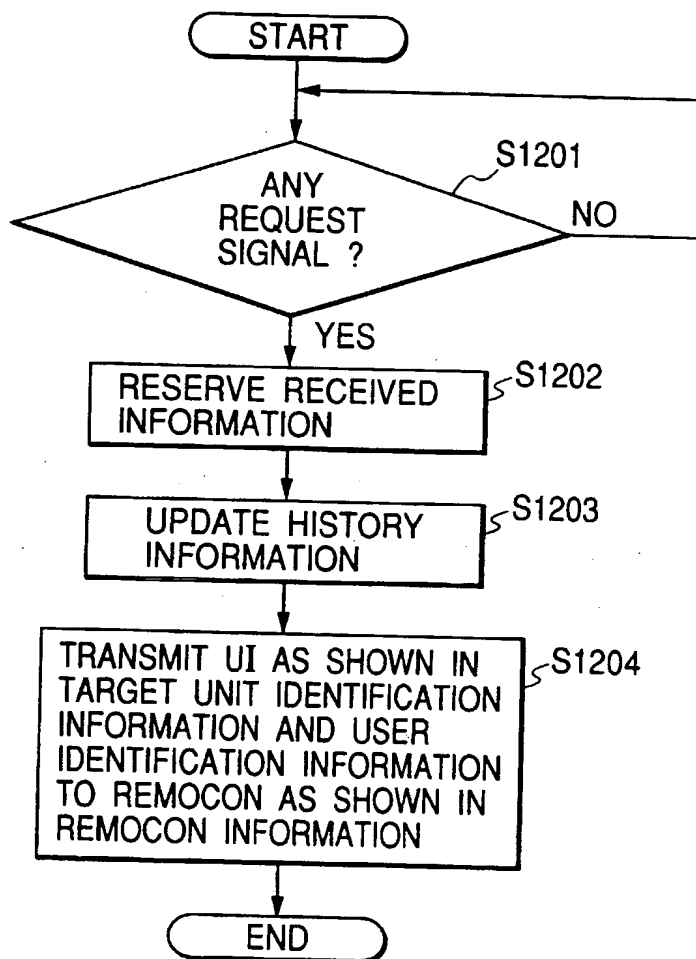 START
S1201
ANY
REQUEST
SIGNAL ?
NO
YES
RESERVE RECEIVED
INFORMATION
S1202
UPDATE HISTORY
INFORMATION
S1203
TRANSMIT UI AS SHOWN IN
TARGET UNIT IDENTIFICATION
INFORMATION AND USER
IDENTIFICATION INFORMATION
TO REMOCON AS SHOWN IN
REMOCON INFORMATION
S1204
END